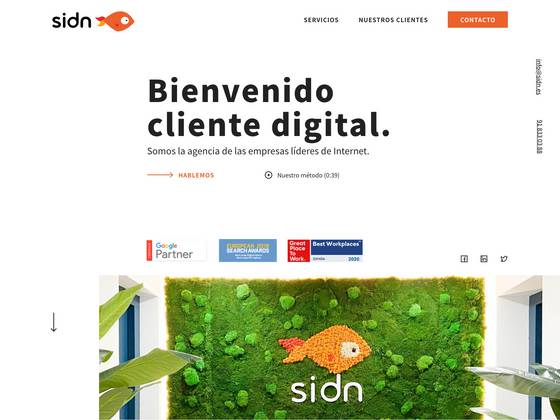 sidn
SERVICIOS
NUESTROS CLIENTES
CONTACTO
info@sidn.es
91.833.03.88
Bienvenido
cliente digital.
Somos la agencia de las empresas líderes de Internet.
HABLEMOS
Nuestro método (0:39)
Google
Partner
EUROPEAN 2019
SEARCH AWARDS
Great
Place
To
Work.
Best Workplaces
ESPAÑA
2020
sidn